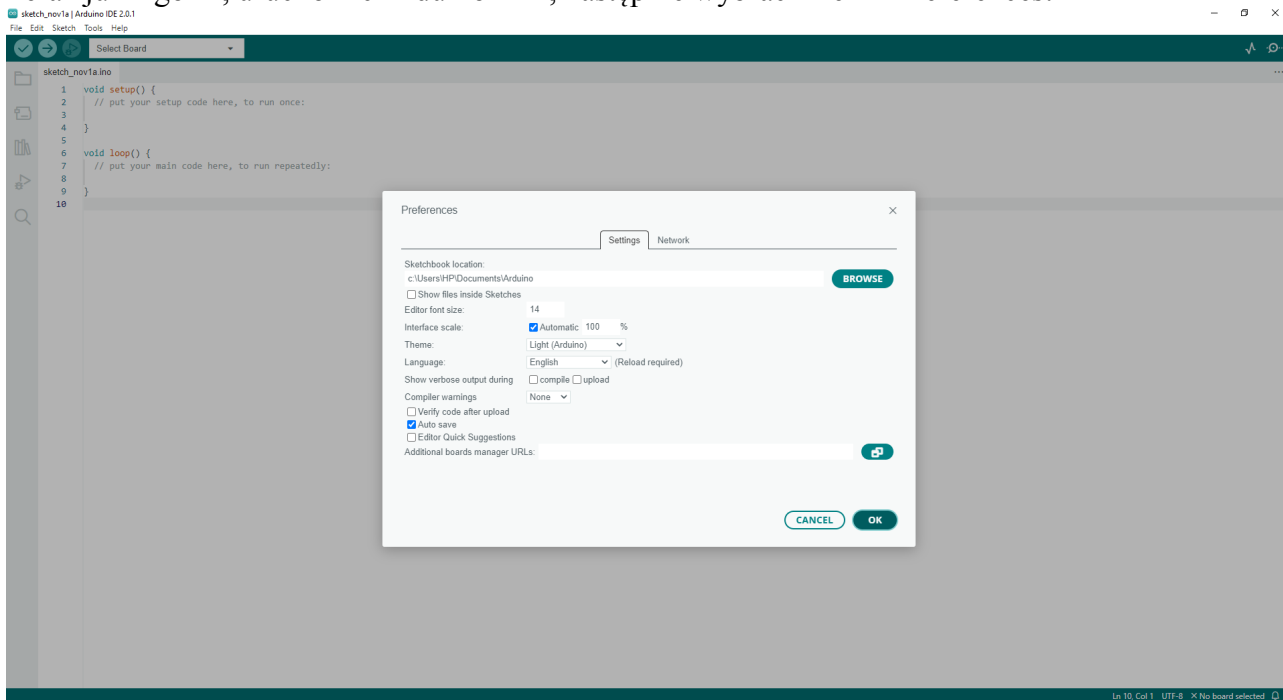 sketch_nov1a | Arduino IDE 2.0.1
File Edit Sketch Tools Help
Select Board
sketch_nov1a.ino
1 void setup() {
2 // put your setup code here, to run once:
3
4 }
5
6 void loop() {
7 // put your main code here, to run repeatedly:
8
9 }
10
Preferences
Settings Network
Sketchbook location:
c:\Users\HP\Documents\Arduino BROWSE
Show files inside Sketches
Editor font size: 14
Interface scale: Automatic 100 %
Theme: Light (Arduino)
Language: English (Reload required)
Show verbose output during compile upload
Compiler warnings None
Verify code after upload
Auto save
Editor Quick Suggestions
Additional boards manager URLs:
CANCEL OK
Ln 10, Col 1 UTF-8 × No board selected